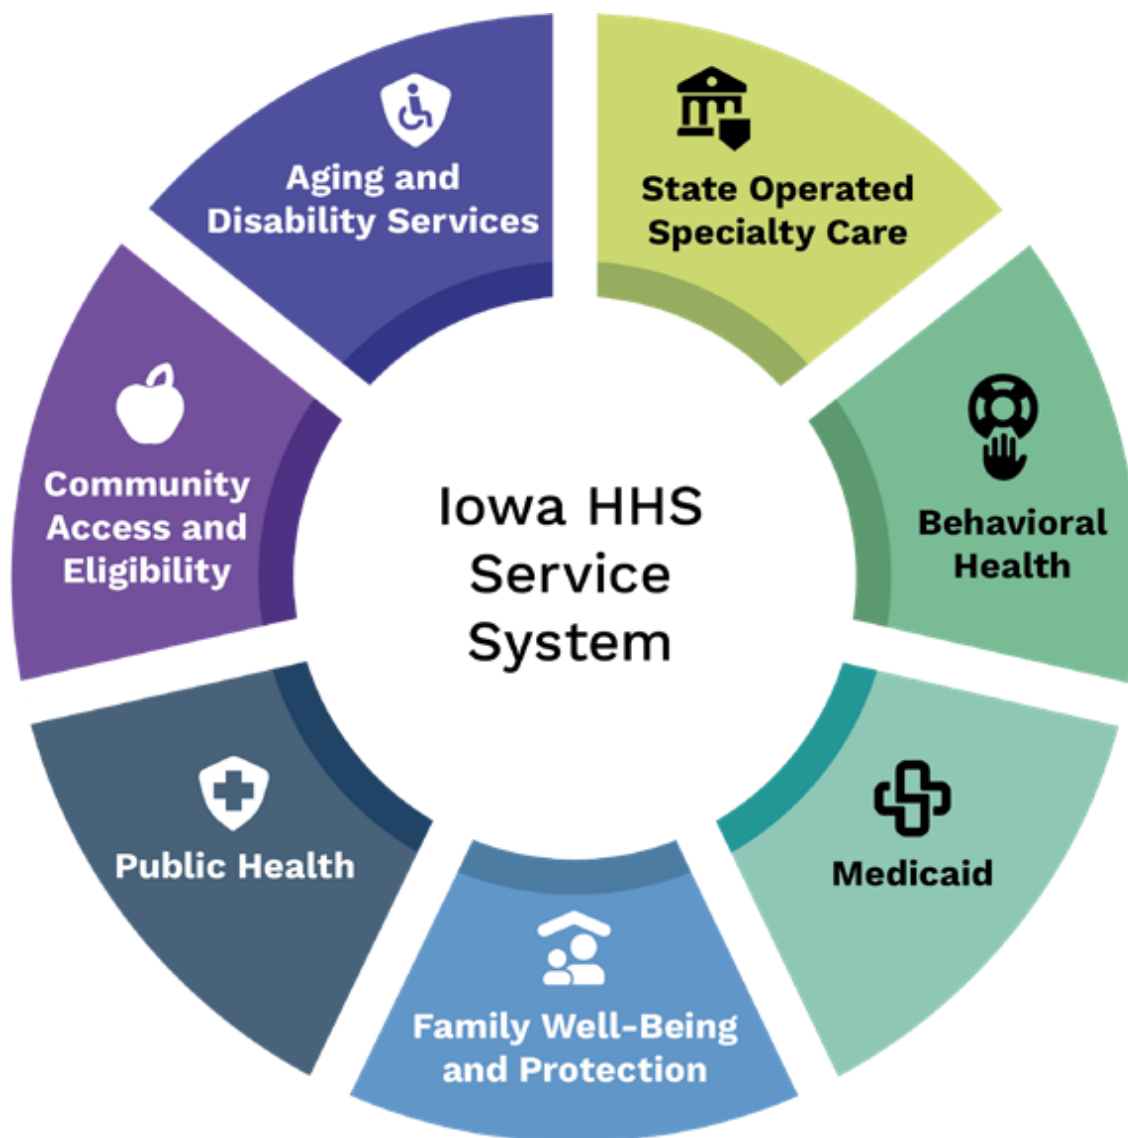 Aging and
Disability Services
State Operated
Specialty Care
Community
Access and
Eligibility
Iowa HHS
Service
System
Behavioral
Health
Public Health
Medicaid
Family Well-Being
and Protection